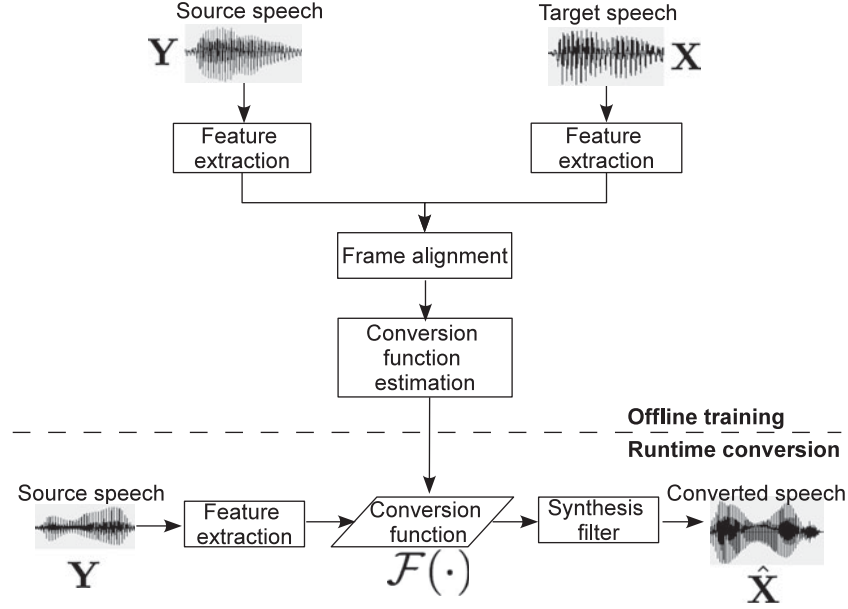 Source speech
Target speech
Y
X
Feature
extraction
Feature
extraction
Frame alignment
Conversion
function
estimation
Offline training
Runtime conversion
Source speech
Feature
extraction
Conversion
function
Synthesis
filter
Converted speech
Y
𝓕(·)
X̂